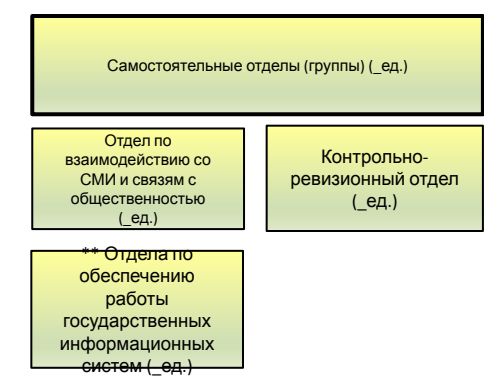 Самостоятельные отделы (группы) (_ед.)
Отдел по
взаимодействию со
СМИ и связям с
общественностью
(_ед.)
Контрольно-
ревизионный отдел
(_ед.)
** Отдела по
обеспечению
работы
государственных
информационных
систем (_ед.)